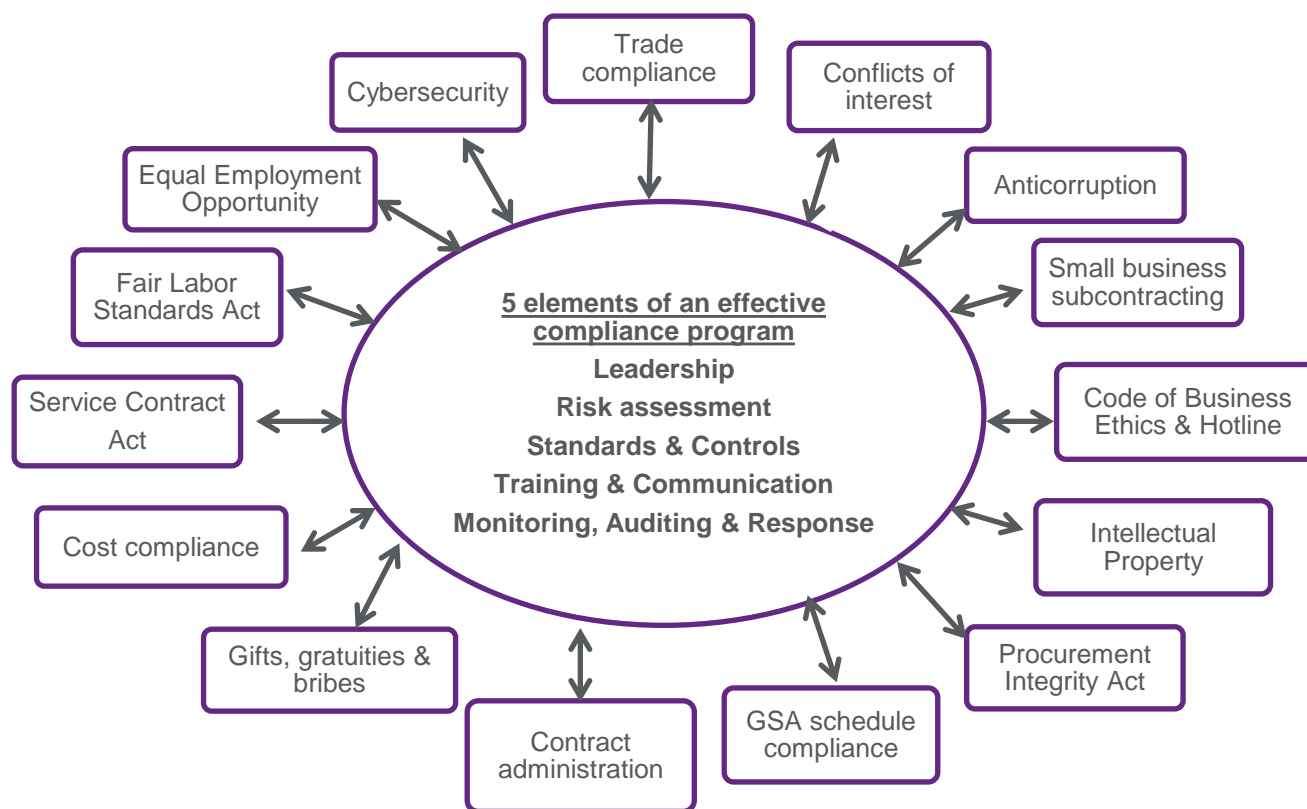 Trade
compliance
Conflicts of
interest
Cybersecurity
Equal Employment
Opportunity
Anticorruption
Fair Labor
Standards Act
Small business
subcontracting
5 elements of an effective
compliance program
Leadership
Risk assessment
Standards & Controls
Training & Communication
Monitoring, Auditing & Response
Service Contract
Act
Code of Business
Ethics & Hotline
Cost compliance
Intellectual
Property
Gifts, gratuities &
bribes
Procurement
Integrity Act
Contract
administration
GSA schedule
compliance